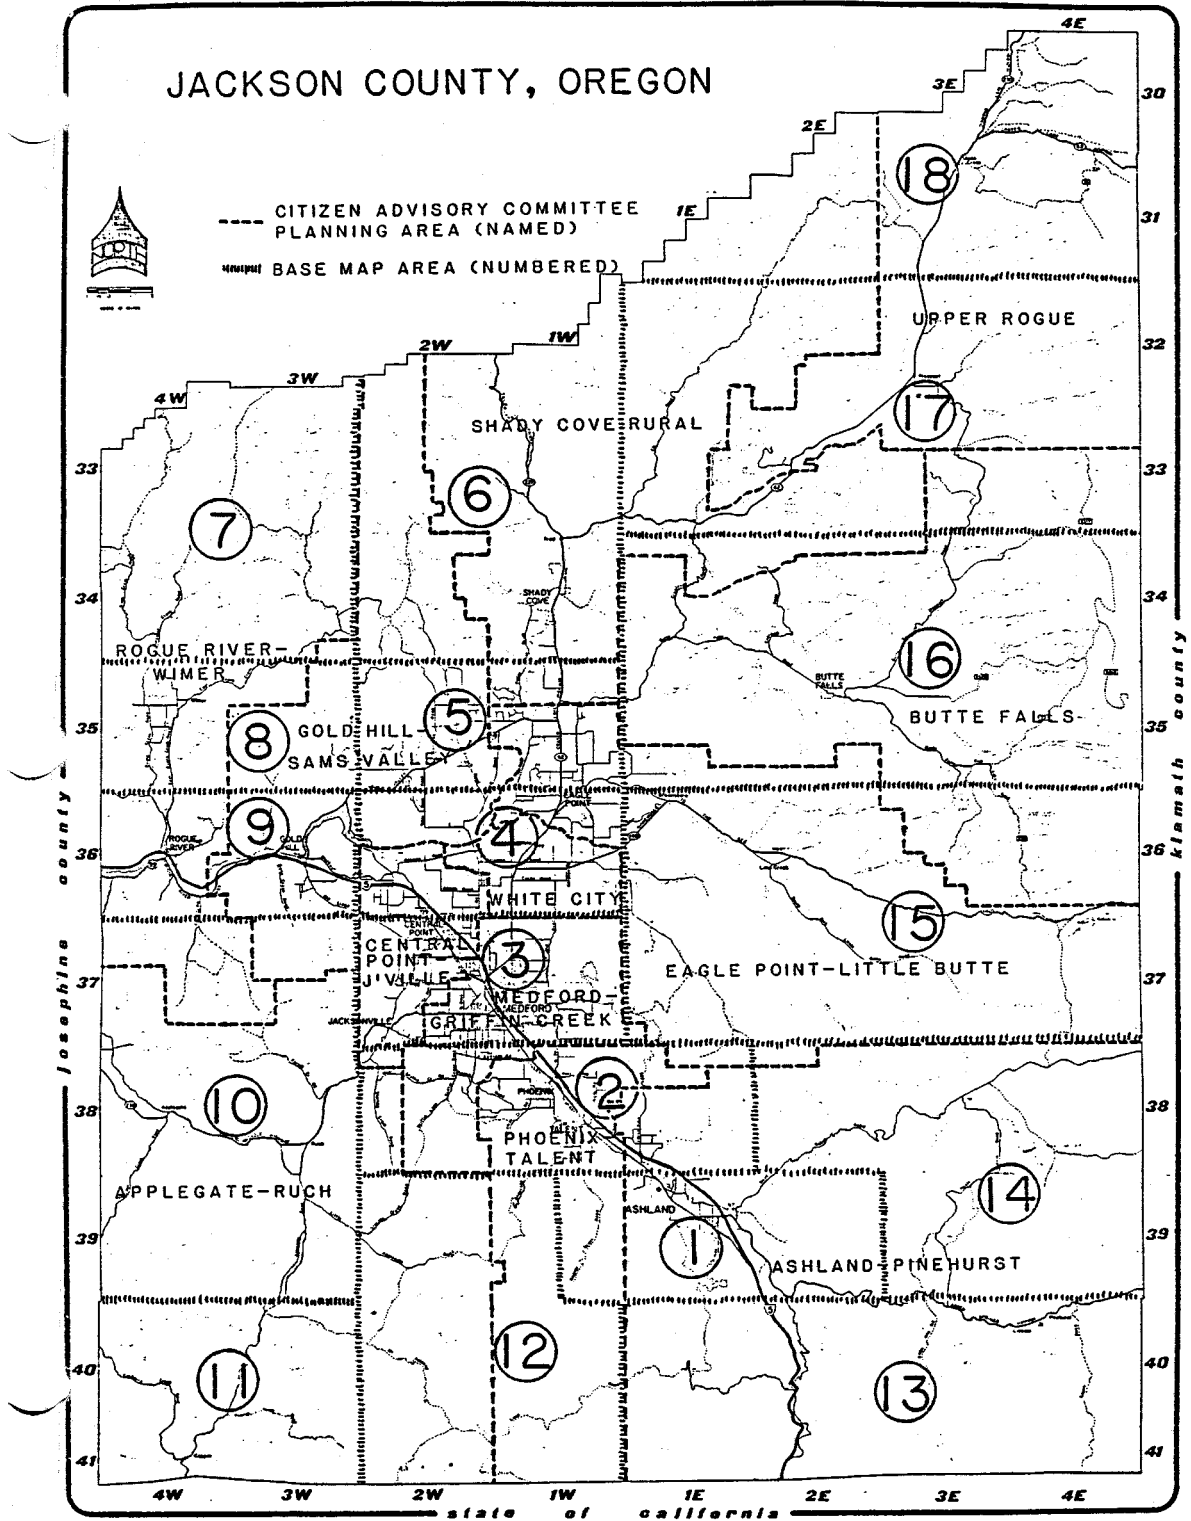 4E
JACKSON COUNTY, OREGON
3E
30
2E
18
CITIZEN ADVISORY COMMITTEE
PLANNING AREA (NAMED)
1E
31
NORTH
BASE MAP AREA (NUMBERED)
UPPER ROGUE
2W
1W
32
3W
4W
17
SHADY COVE RURAL
33
33
6
7
SHADY
COVE
34
34
ROGUE RIVER-
WIMER
16
BUTTE
FALLS
5
BUTTE FALLS
35
35
8
GOLD HILL-
SAMS VALLEY
9
ROGUE
RIVER
GOLD
HILL
4
36
36
WHITE CITY
15
CENTRAL
POINT
CENTRAL
POINT
J'VILLE
3
EAGLE POINT-LITTLE BUTTE
37
37
MEDFORD-
MEDFORD
JACKSONVILLE
GRIFFIN CREEK
2
10
PHOENIX
38
38
TALENT
PHOENIX
TALENT
APPLEGATE-RUCH
14
ASHLAND
39
39
1
ASHLAND-PINEHURST
5
12
40
40
11
13
41
41
4W
3W
2W
1W
1E
2E
3E
4E
state of california
josephine county
klamath county